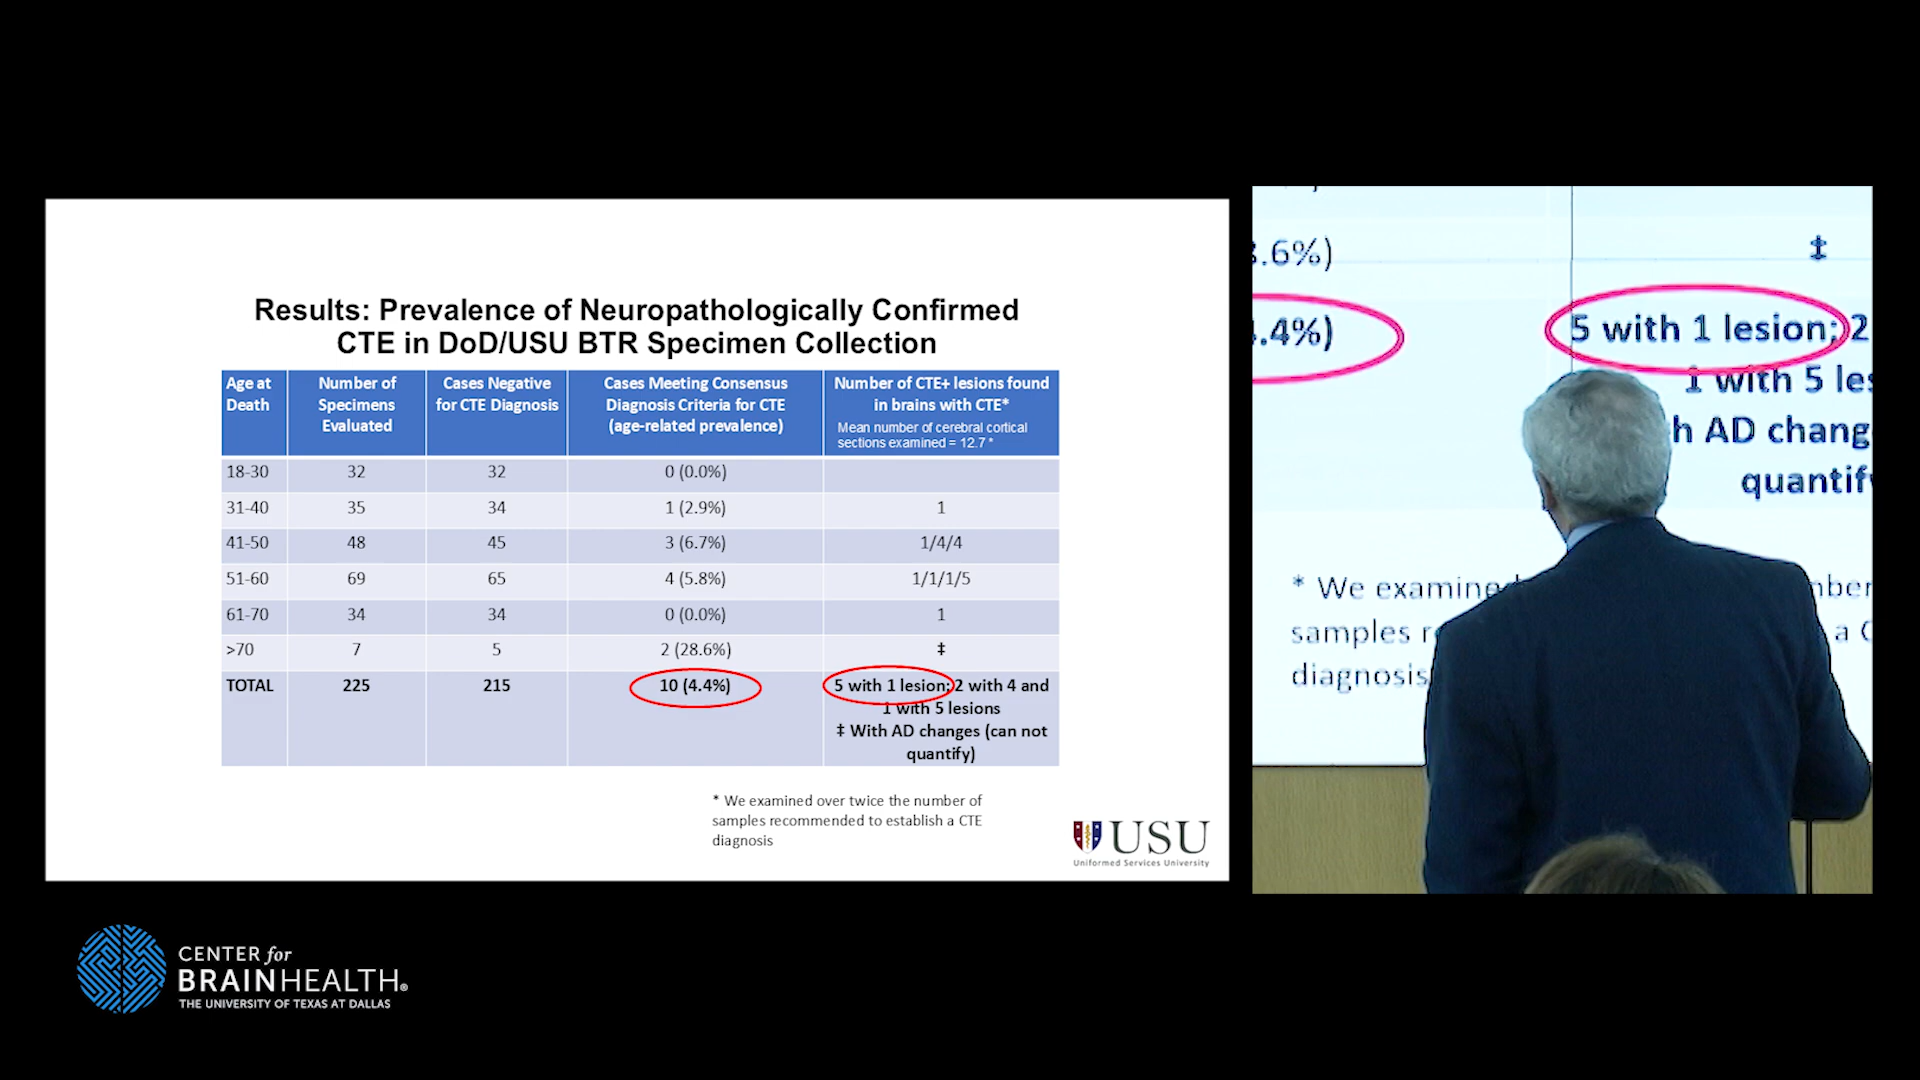 Results: Prevalence of Neuropathologically Confirmed
CTE in DoD/USU BTR Specimen Collection
Age at Death	Number of Specimens Evaluated	Cases Negative for CTE Diagnosis	Cases Meeting Consensus Diagnosis Criteria for CTE (age-related prevalence)	Number of CTE+ lesions found in brains with CTE* Mean number of cerebral cortical sections examined = 12.7 *
18-30	32	32	0 (0.0%)
31-40	35	34	1 (2.9%)	1
41-50	48	45	3 (6.7%)	1/4/4
51-60	69	65	4 (5.8%)	1/1/1/5
61-70	34	34	0 (0.0%)	1
>70	7	5	2 (28.6%)	‡
TOTAL	225	215	10 (4.4%)	5 with 1 lesion; 2 with 4 and
1 with 5 lesions
‡ With AD changes (can not
quantify)
* We examined over twice the number of
samples recommended to establish a CTE
diagnosis
USU
Uniformed Services University
.6%)	‡
.4%)	5 with 1 lesion; 2
1 with 5 les
h AD chang
quantify
* We examine	nber
samples r	a C
diagnosis
CENTER for
BRAINHEALTH®
THE UNIVERSITY OF TEXAS AT DALLAS